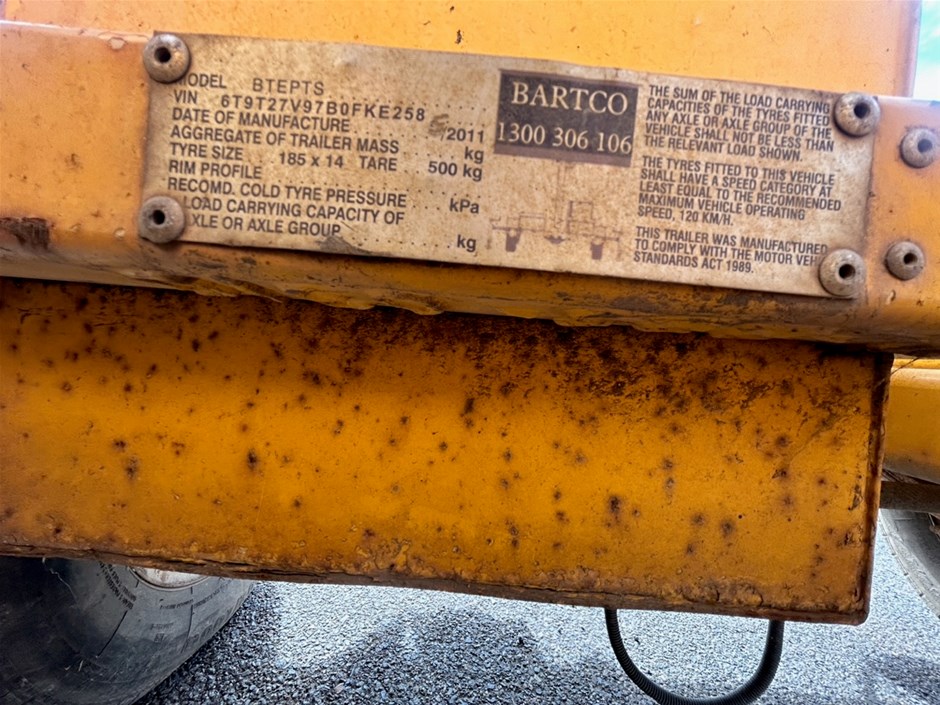 MODEL BTEPTS
VIN 6T9T27V97B0FKE258
DATE OF MANUFACTURE /2011
AGGREGATE OF TRAILER MASS kg
TYRE SIZE 185 x 14 TARE 500 kg
RIM PROFILE
RECOMD. COLD TYRE PRESSURE kPa
LOAD CARRYING CAPACITY OF
AXLE OR AXLE GROUP kg
BARTCO
1300 306 106
THE SUM OF THE LOAD CARRYING
CAPACITIES OF THE TYRES FITTED
ANY AXLE OR AXLE GROUP OF THE
VEHICLE SHALL NOT BE LESS THAN
THE RELEVANT LOAD SHOWN.
THE TYRES FITTED TO THIS VEHICLE
SHALL HAVE A SPEED CATEGORY AT
LEAST EQUAL TO THE RECOMMENDED
MAXIMUM VEHICLE OPERATING
SPEED, 120 KM/H.
THIS TRAILER WAS MANUFACTURED
TO COMPLY WITH THE MOTOR VEH
STANDARDS ACT 1989.